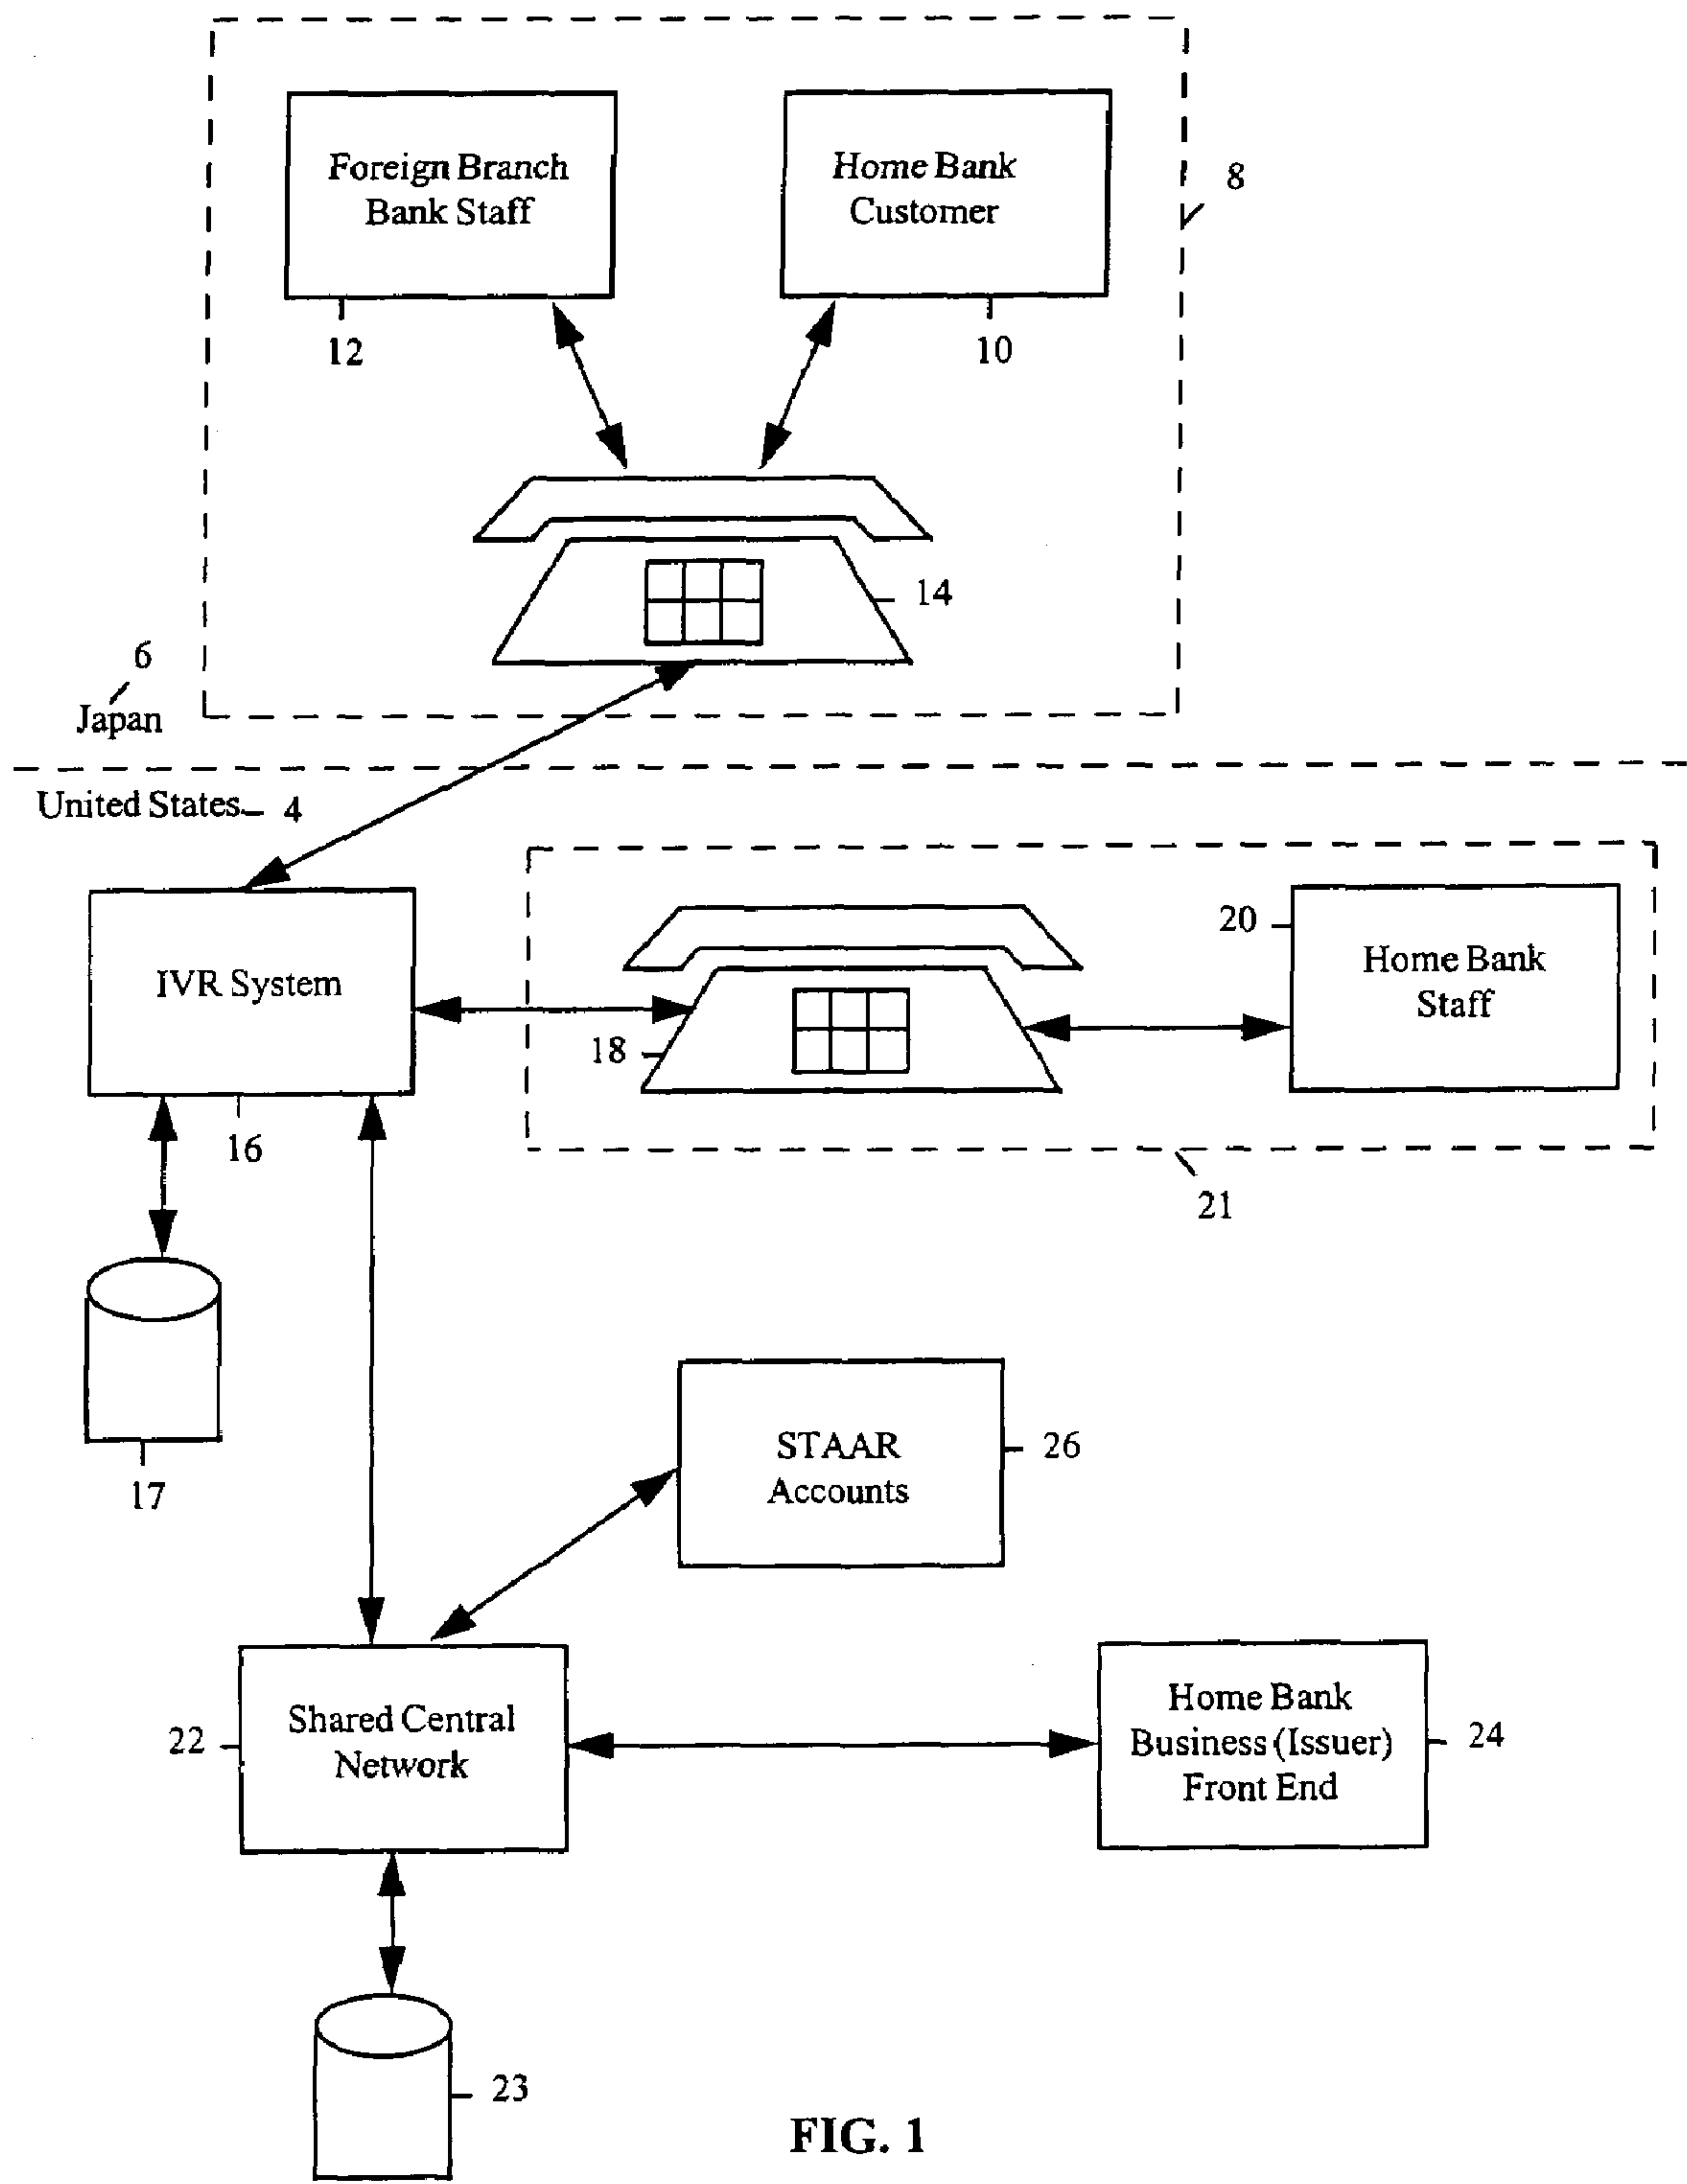 Foreign Branch
Bank Staff
Home Bank
Customer
8
12
10
14
6
Japan
United States 4
IVR System
20
Home Bank
Staff
18
16
21
17
STAAR
Accounts
26
Shared Central
Network
22
Home Bank
Business (Issuer)
Front End
24
23
FIG. 1